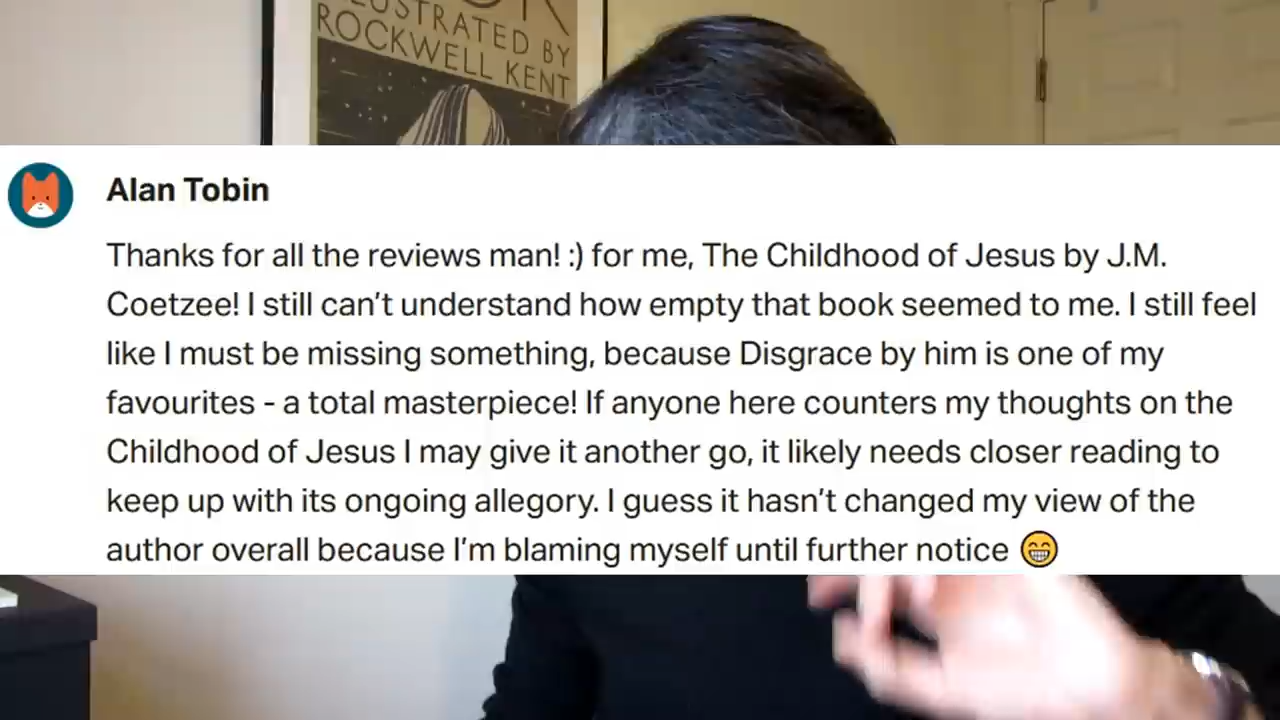 ILLUSTRATED BY
ROCKWELL KENT
Alan Tobin
Thanks for all the reviews man! :) for me, The Childhood of Jesus by J.M.
Coetzee! I still can’t understand how empty that book seemed to me. I still feel
like I must be missing something, because Disgrace by him is one of my
favourites - a total masterpiece! If anyone here counters my thoughts on the
Childhood of Jesus I may give it another go, it likely needs closer reading to
keep up with its ongoing allegory. I guess it hasn’t changed my view of the
author overall because I’m blaming myself until further notice 😁